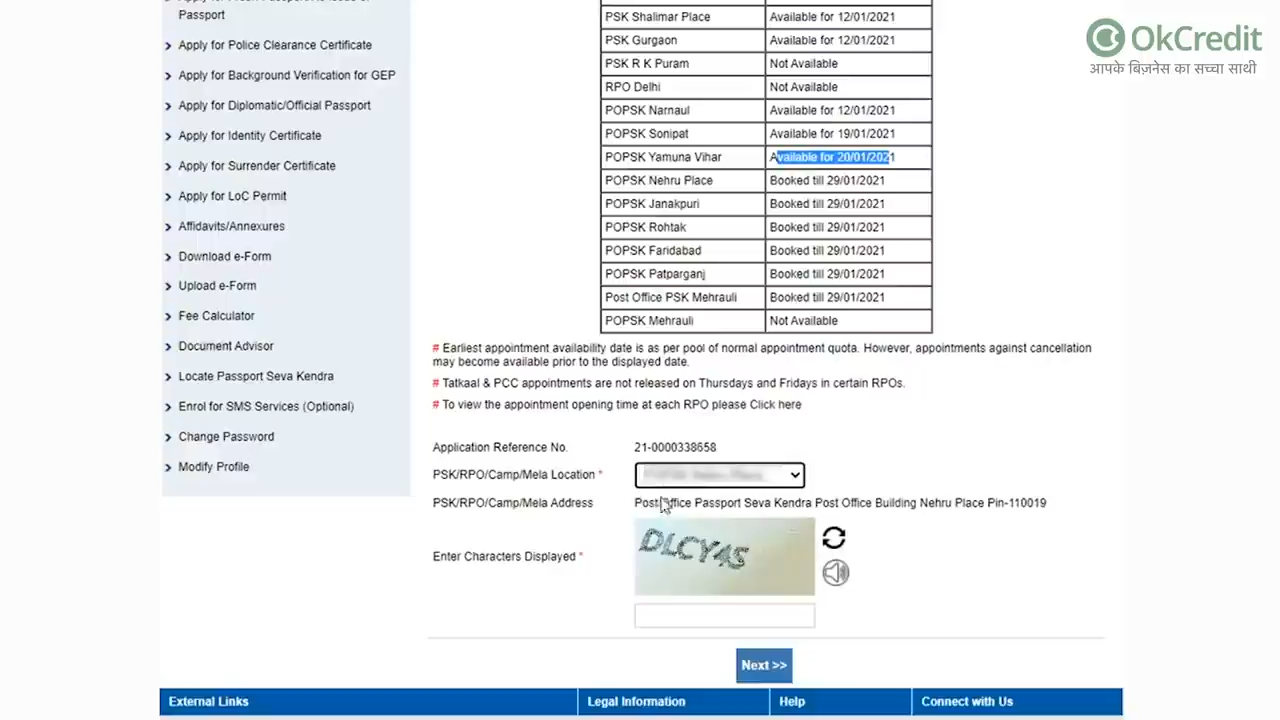 Passport
Apply for Police Clearance Certificate
Apply for Background Verification for GEP
Apply for Diplomatic/Official Passport
Apply for Identity Certificate
Apply for Surrender Certificate
Apply for LoC Permit
Affidavits/Annexures
Download e-Form
Upload e-Form
Fee Calculator
Document Advisor
Locate Passport Seva Kendra
Enrol for SMS Services (Optional)
Change Password
Modify Profile
PSK Shalimar Place Available for 12/01/2021
PSK Gurgaon Available for 12/01/2021
PSK R K Puram Not Available
RPO Delhi Not Available
POPSK Narnaul Available for 12/01/2021
POPSK Sonipat Available for 19/01/2021
POPSK Yamuna Vihar Available for 20/01/2021
POPSK Nehru Place Booked till 29/01/2021
POPSK Janakpuri Booked till 29/01/2021
POPSK Rohtak Booked till 29/01/2021
POPSK Faridabad Booked till 29/01/2021
POPSK Patparganj Booked till 29/01/2021
Post Office PSK Mehrauli Booked till 29/01/2021
POPSK Mehrauli Not Available
# Earliest appointment availability date is as per pool of normal appointment quota. However, appointments against cancellation
may become available prior to the displayed date.
# Tatkaal & PCC appointments are not released on Thursdays and Fridays in certain RPOs.
# To view the appointment opening time at each RPO please Click here
Application Reference No. 21-0000338658
PSK/RPO/Camp/Mela Location *
PSK/RPO/Camp/Mela Address Post Office Passport Seva Kendra Post Office Building Nehru Place Pin-110019
Enter Characters Displayed * DLCY45
Next >>
External Links Legal Information Help Connect with Us
OkCredit
आपके बिज़नेस का सच्चा साथी